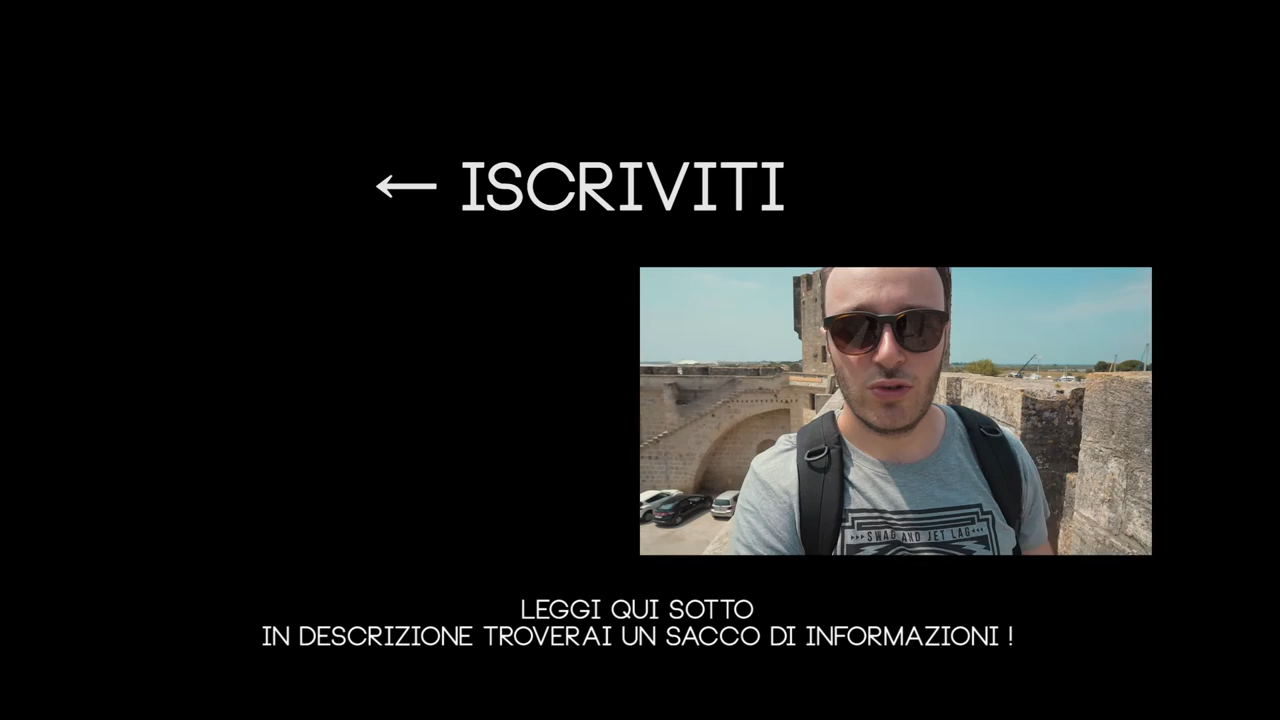 ← ISCRIVITI
SWAG AND JET LAG
LEGGI QUI SOTTO
IN DESCRIZIONE TROVERAI UN SACCO DI INFORMAZIONI !